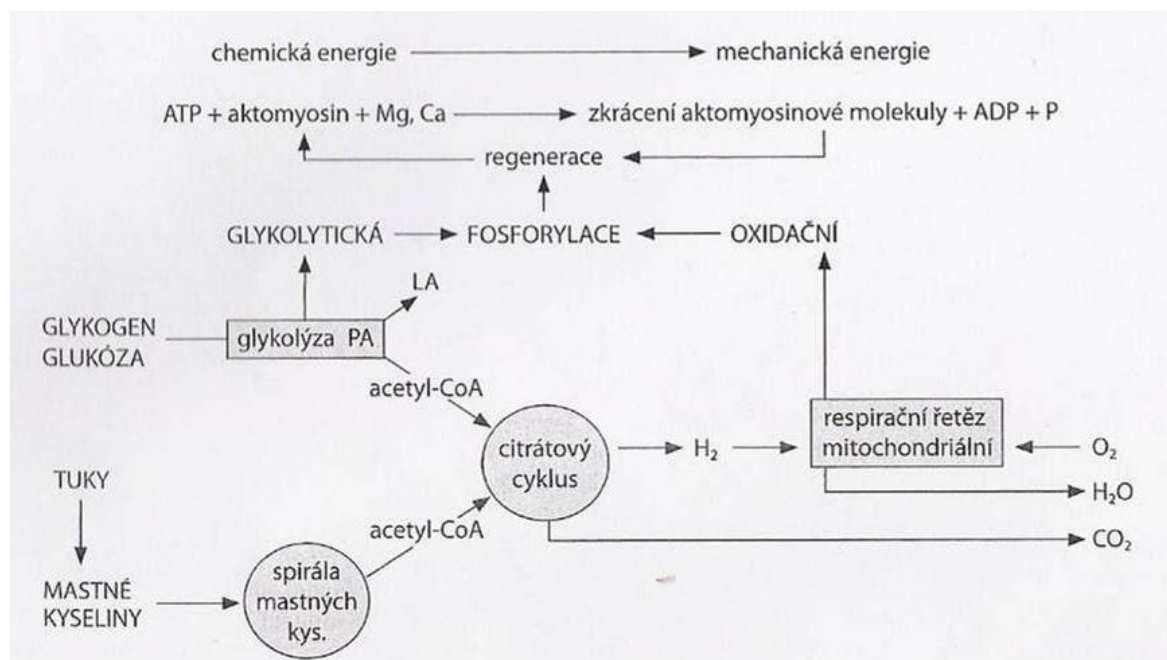 chemická energie mechanická energie
ATP + aktomyosin + Mg, Ca zkrácení aktomyosinové molekuly + ADP + P
regenerace
GLYKOLYTICKÁ FOSFORYLACE OXIDAČNÍ
LA
GLYKOGEN
GLUKÓZA
glykolýza PA
acetyl-CoA
citrátový
cyklus
H₂
respirační řetěz
mitochondriální
O₂
H₂O
CO₂
TUKY
acetyl-CoA
MASTNÉ
KYSELINY
spirála
mastných
kys.